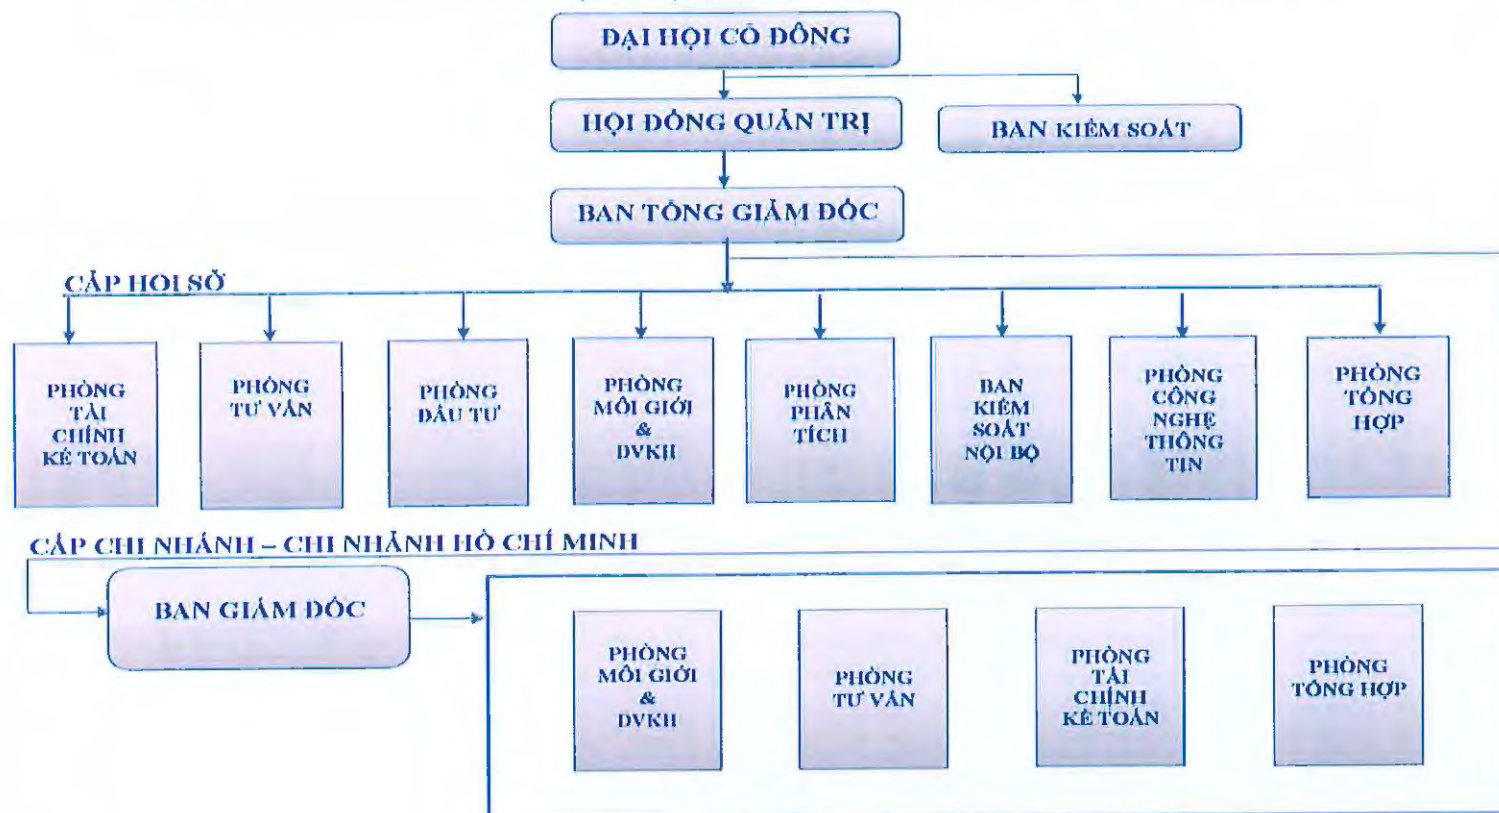 ĐẠI HỘI CỔ ĐÔNG
HỘI ĐỒNG QUẢN TRỊ
BAN KIỂM SOÁT
BAN TỔNG GIÁM ĐỐC
CẤP HỘI SỞ
PHÒNG
TÀI
CHÍNH
KẾ TOÁN
PHÒNG
TƯ VẤN
PHÒNG
ĐẦU TƯ
PHÒNG
MÔI GIỚI
&
DVKH
PHÒNG
PHÂN
TÍCH
BAN
KIỂM
SOÁT
NỘI BỘ
PHÒNG
CÔNG
NGHỆ
THÔNG
TIN
PHÒNG
TỔNG
HỢP
CẤP CHI NHÁNH – CHI NHÁNH HỒ CHÍ MINH
BAN GIÁM ĐỐC
PHÒNG
MÔI GIỚI
&
DVKH
PHÒNG
TƯ VẤN
PHÒNG
TÀI
CHÍNH
KẾ TOÁN
PHÒNG
TỔNG HỢP